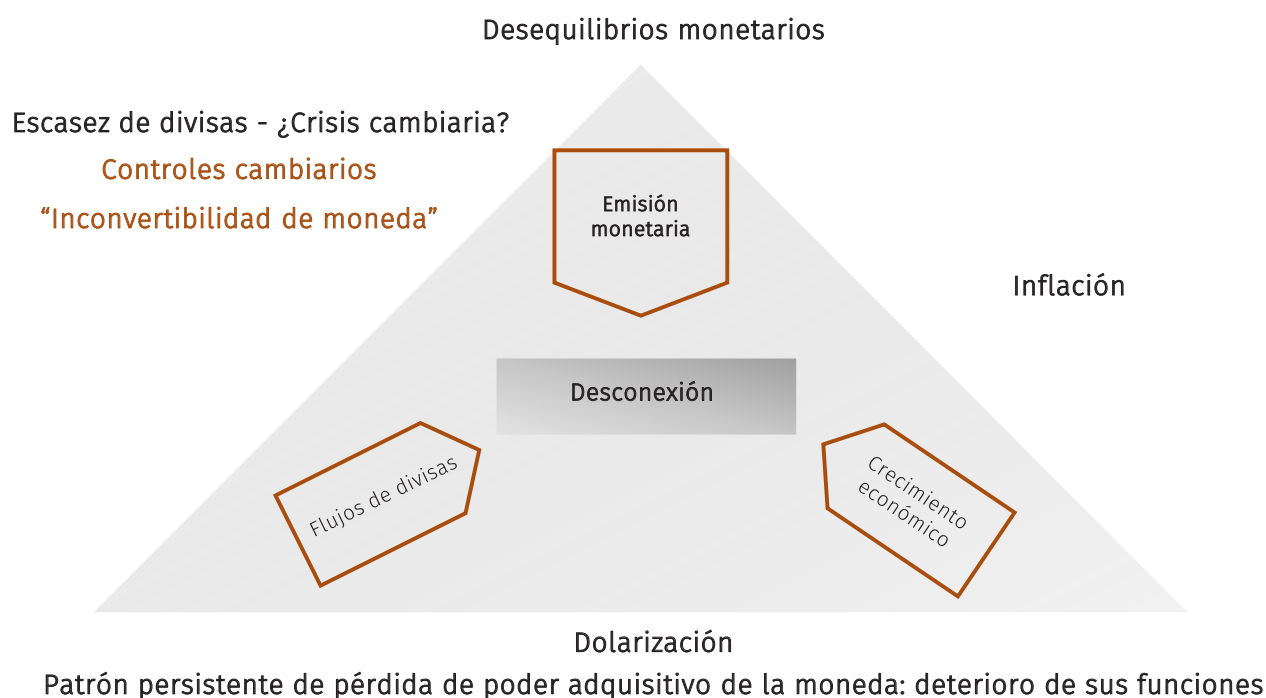 Desequilibrios monetarios
Escasez de divisas - ¿Crisis cambiaria?
Controles cambiarios
“Inconvertibilidad de moneda”
Emisión
monetaria
Inflación
Desconexión
Flujos de divisas
Crecimiento
económico
Dolarización
Patrón persistente de pérdida de poder adquisitivo de la moneda: deterioro de sus funciones